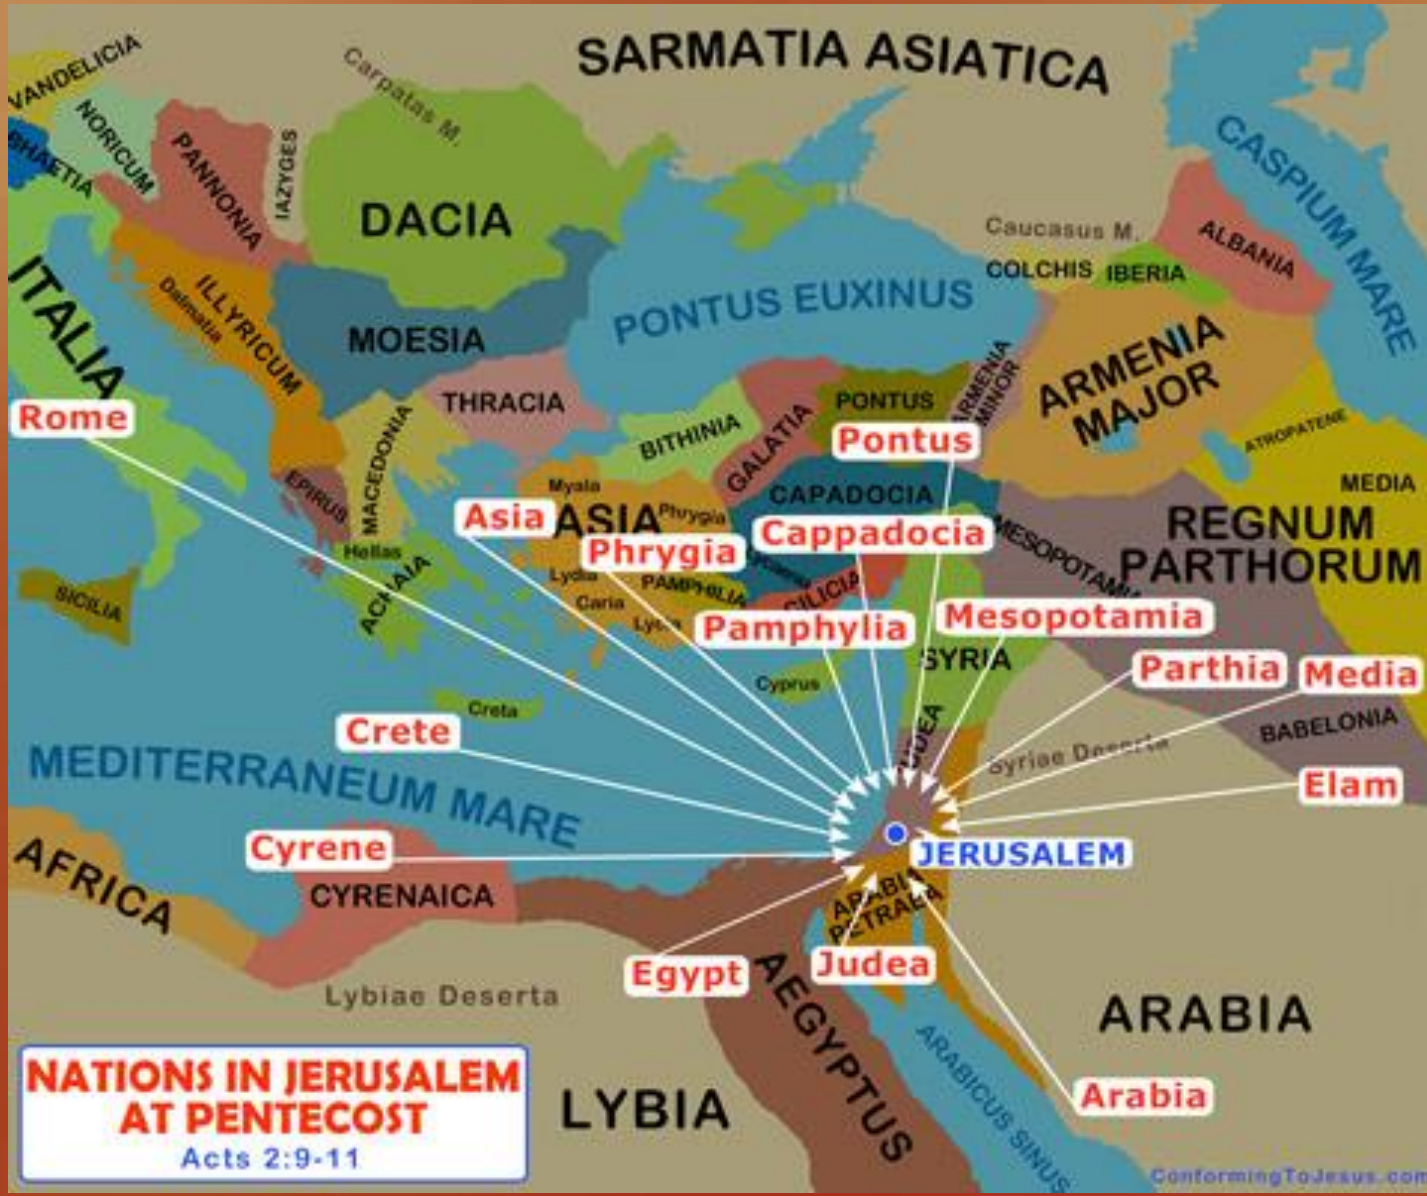 SARMATIA ASIATICA
VANDELICIA
Carpatas M.
NORICUM
RHAETIA
PANNONIA
IAZYGES
DACIA
CASPIUM MARE
Caucasus M.
ALBANIA
COLCHIS
IBERIA
ITALIA
ILLYRICUM
Dalmatia
MOESIA
PONTUS EUXINUS
ARMENIA
MAJOR
ARMENIA
MINOR
THRACIA
PONTUS
Rome
BITHINIA
GALATIA
Pontus
MACEDONIA
ATROPATENE
EPIRUS
MEDIA
CAPADOCIA
Asia
ASIA
Phrygia
Cappadocia
REGNUM
PARTHORUM
MESOPOTAMIA
Hellas
Phrygia
ACHAIA
Lydia
PAMPHILIA
CILICIA
Caria
SICILIA
Pamphylia
Mesopotamia
SYRIA
Parthia
Media
Cyprus
Creta
Crete
JUDEA
Syriae Deserta
BABELONIA
MEDITERRANEUM MARE
Elam
AFRICA
Cyrene
JERUSALEM
CYRENAICA
ARABIA
PETRAEA
Egypt
Judea
AEGYPTUS
Lybiae Deserta
ARABIA
ARABICUS SINUS
Arabia
LYBIA
NATIONS IN JERUSALEM
AT PENTECOST
Acts 2:9-11
ConformingToJesus.com